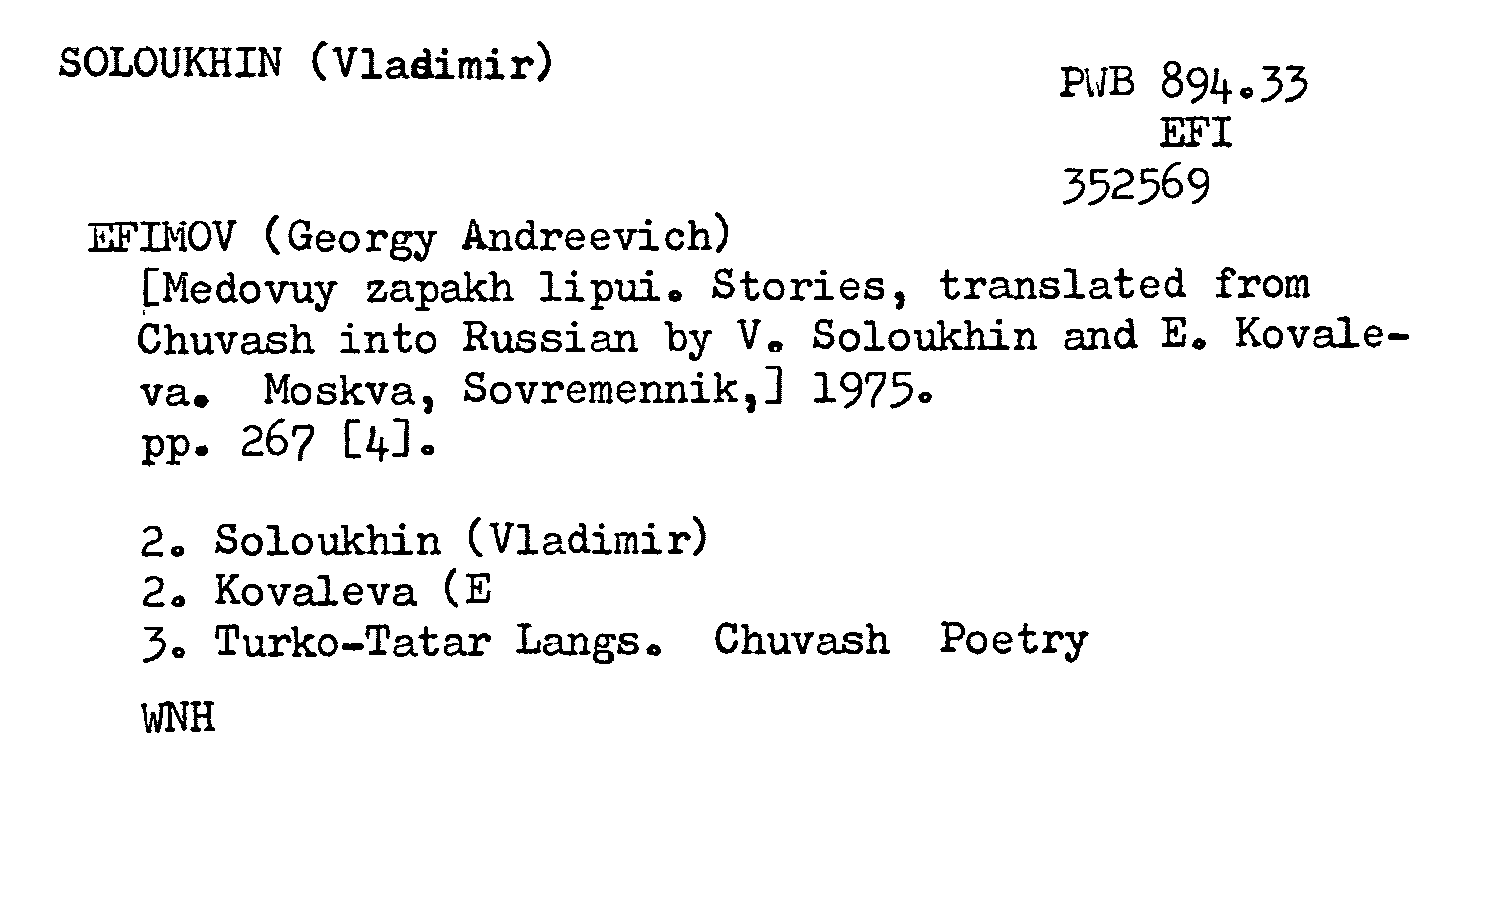 SOLOUKHIN (Vladimir)
PWB 894.33
EFI
352569
EFIMOV (Georgy Andreevich)
[Medovuy zapakh lipui. Stories, translated from
Chuvash into Russian by V. Soloukhin and E. Kovale-
va. Moskva, Sovremennik,] 1975.
pp. 267 [4].
2. Soloukhin (Vladimir)
2. Kovaleva (E
3. Turko-Tatar Langs. Chuvash Poetry
WNH